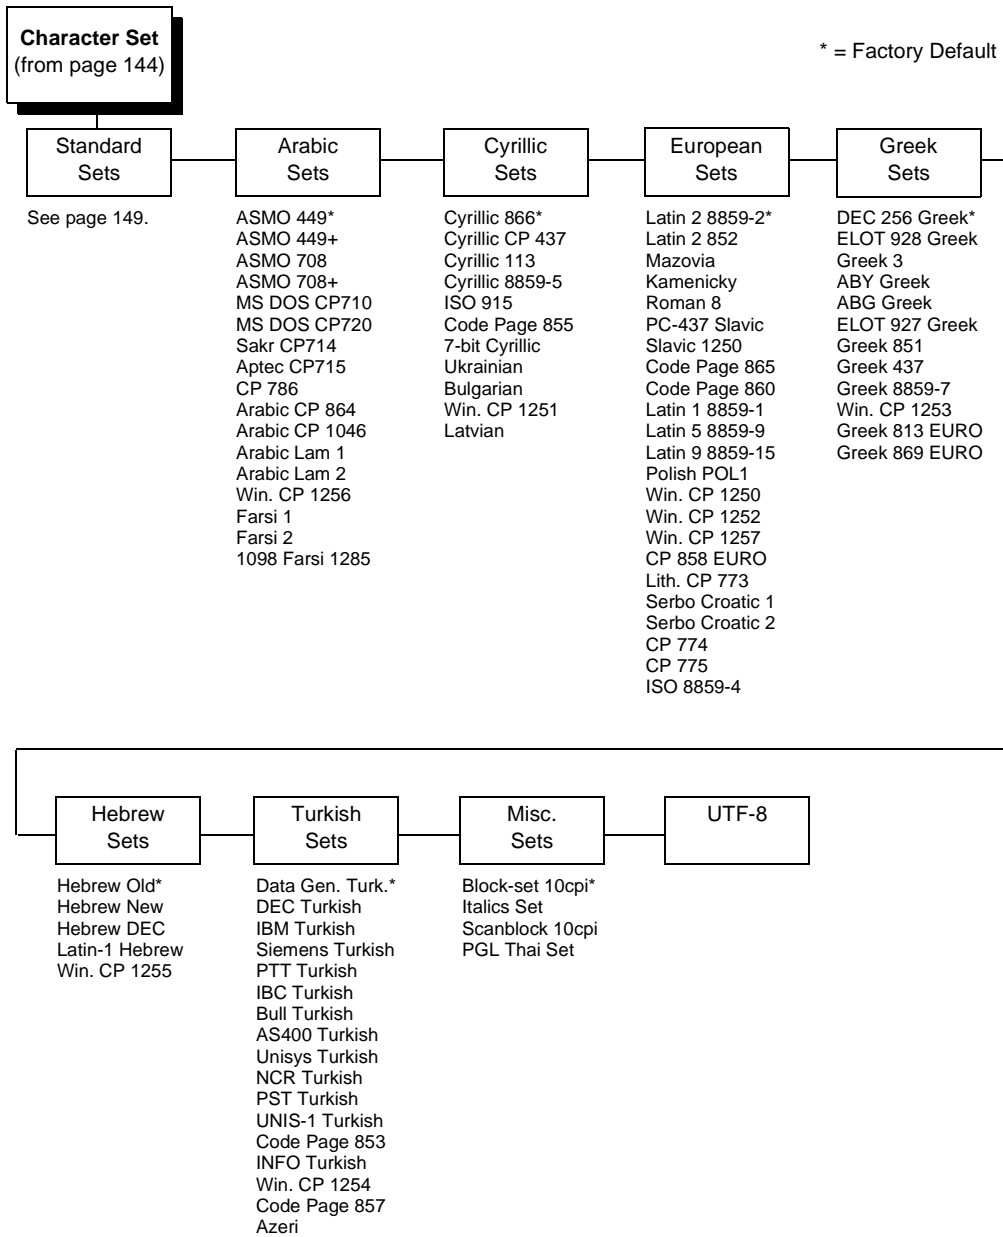 Character Set
(from page 144)
* = Factory Default
Standard
Sets
See page 149.
Arabic
Sets
ASMO 449*
ASMO 449+
ASMO 708
ASMO 708+
MS DOS CP710
MS DOS CP720
Sakr CP714
Aptec CP715
CP 786
Arabic CP 864
Arabic CP 1046
Arabic Lam 1
Arabic Lam 2
Win. CP 1256
Farsi 1
Farsi 2
1098 Farsi 1285
Cyrillic
Sets
Cyrillic 866*
Cyrillic CP 437
Cyrillic 113
Cyrillic 8859-5
ISO 915
Code Page 855
7-bit Cyrillic
Ukrainian
Bulgarian
Win. CP 1251
Latvian
European
Sets
Latin 2 8859-2*
Latin 2 852
Mazovia
Kamenicky
Roman 8
PC-437 Slavic
Slavic 1250
Code Page 865
Code Page 860
Latin 1 8859-1
Latin 5 8859-9
Latin 9 8859-15
Polish POL1
Win. CP 1250
Win. CP 1252
Win. CP 1257
CP 858 EURO
Lith. CP 773
Serbo Croatic 1
Serbo Croatic 2
CP 774
CP 775
ISO 8859-4
Greek
Sets
DEC 256 Greek*
ELOT 928 Greek
Greek 3
ABY Greek
ABG Greek
ELOT 927 Greek
Greek 851
Greek 437
Greek 8859-7
Win. CP 1253
Greek 813 EURO
Greek 869 EURO
Hebrew
Sets
Hebrew Old*
Hebrew New
Hebrew DEC
Latin-1 Hebrew
Win. CP 1255
Turkish
Sets
Data Gen. Turk.*
DEC Turkish
IBM Turkish
Siemens Turkish
PTT Turkish
IBC Turkish
Bull Turkish
AS400 Turkish
Unisys Turkish
NCR Turkish
PST Turkish
UNIS-1 Turkish
Code Page 853
INFO Turkish
Win. CP 1254
Code Page 857
Azeri
Misc.
Sets
Block-set 10cpi*
Italics Set
Scanblock 10cpi
PGL Thai Set
UTF-8